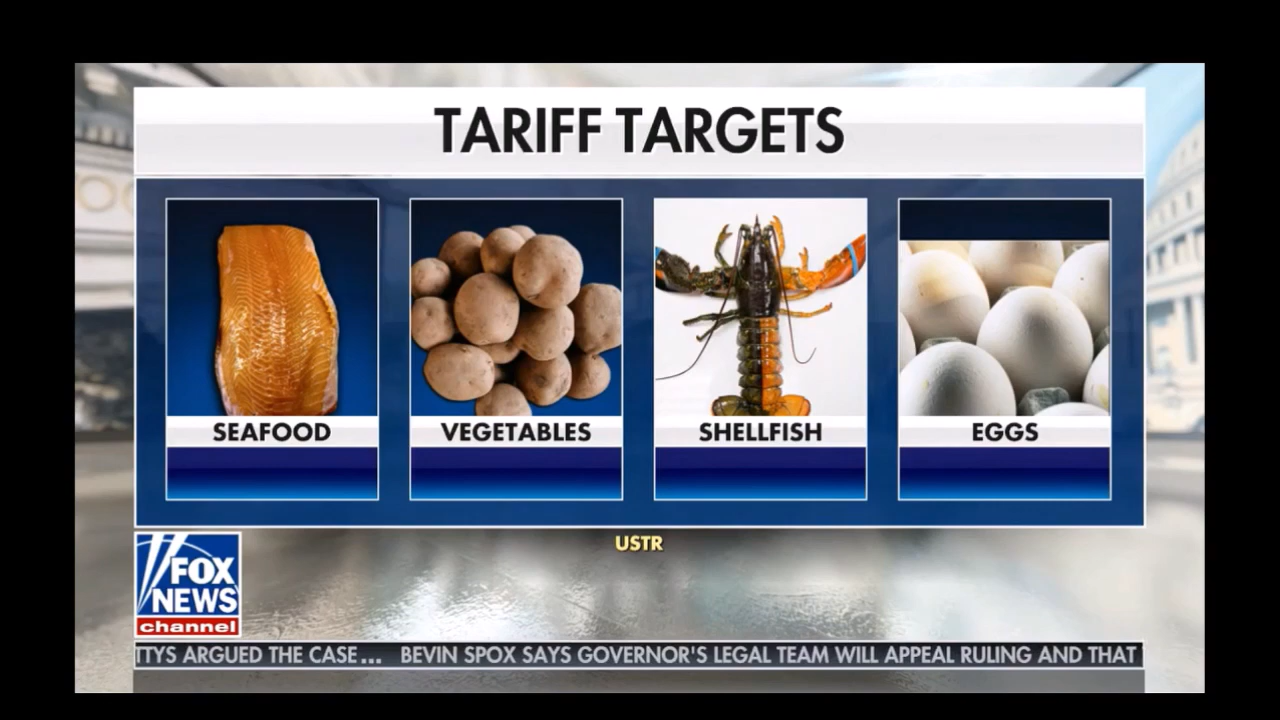 TARIFF TARGETS
SEAFOOD
VEGETABLES
SHELLFISH
EGGS
USTR
FOX
NEWS
channel
TTYS ARGUED THE CASE... BEVIN SPOX SAYS GOVERNOR'S LEGAL TEAM WILL APPEAL RULING AND THAT